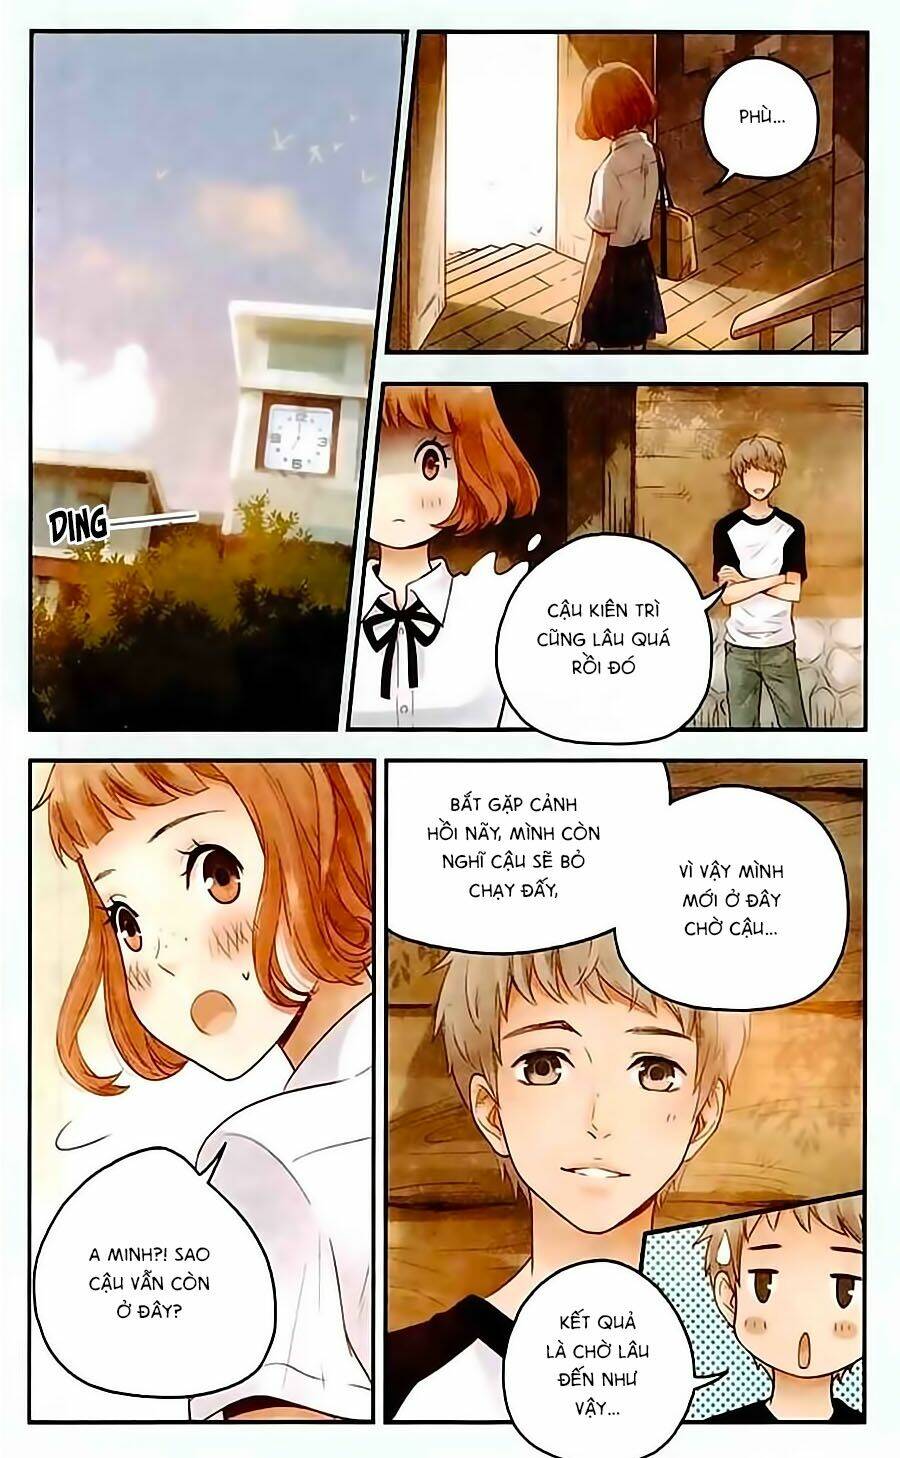 PHÙ...
DING
CẬU KIÊN TRÌ
CŨNG LÂU QUÁ
RỒI ĐÓ
BẮT GẶP CẢNH
HỒI NÃY, MÌNH CÒN
NGHĨ CẬU SẼ BỎ
CHẠY ĐẤY,
VÌ VẬY MÌNH
MỚI Ở ĐÂY
CHỜ CẬU...
A MINH?! SAO
CẬU VẪN CÒN
Ở ĐÂY?
KẾT QUẢ
LÀ CHỜ LÂU
ĐẾN NHƯ
VẬY...